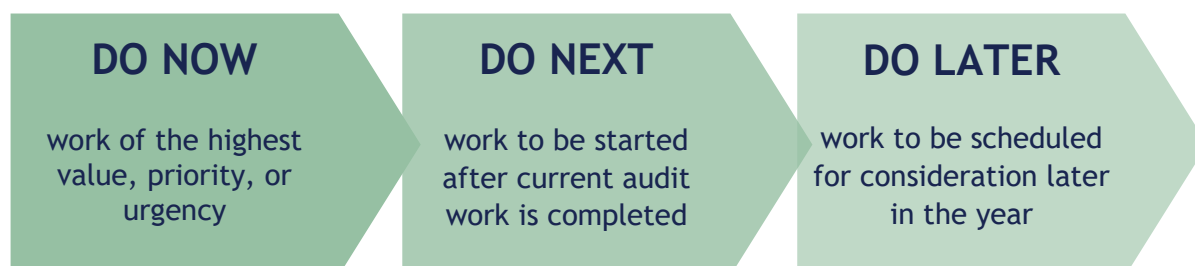 DO NOW
work of the highest
value, priority, or
urgency
DO NEXT
work to be started
after current audit
work is completed
DO LATER
work to be scheduled
for consideration later
in the year